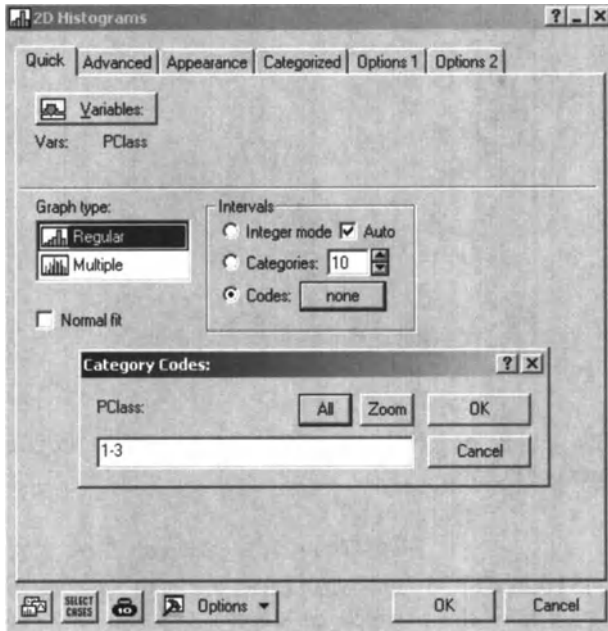 2D Histograms
Quick Advanced Appearance Categorized Options 1 Options 2
Variables:
Vars: PClass
Graph type:
Regular
Multiple
Normal fit
Intervals
Integer mode Auto
Categories: 10
Codes: none
Category Codes:
PClass: All Zoom OK
1-3 Cancel
SELECT CASES Options OK Cancel